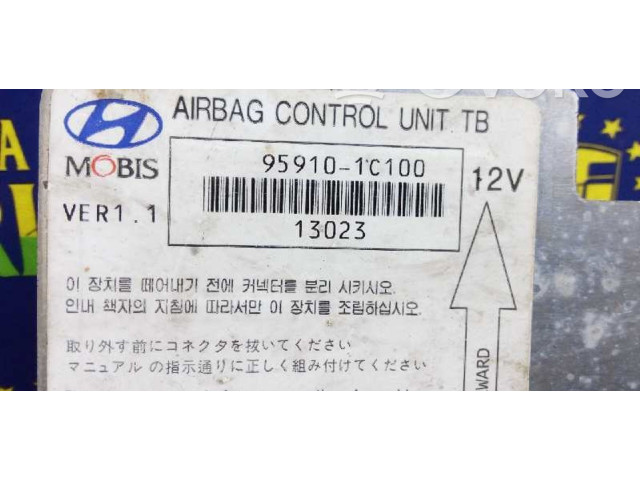 AIRBAG CONTROL UNIT TB
MOBIS
95910-1C100
12V
VER1.1
13023
이 장치를 떼어내기 전에 커넥터를 분리 시키시오.
인내 책자의 지침에 따라서만 이 장치를 조립하십시오.
取り外す前にコネクタを抜いてください
マニュアル の指示通りに正しく組み付けてください
WARD